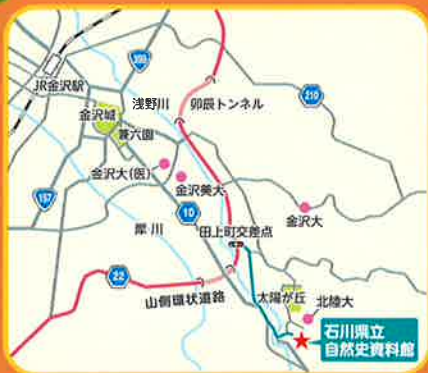 359
JR金沢駅
浅野川
卯辰トンネル
210
金沢城
兼六園
金沢大(医)
金沢美大
157
10
金沢大
犀川
田上町交差点
22
太陽が丘
北陸大
山側環状道路
石川県立
自然史資料館